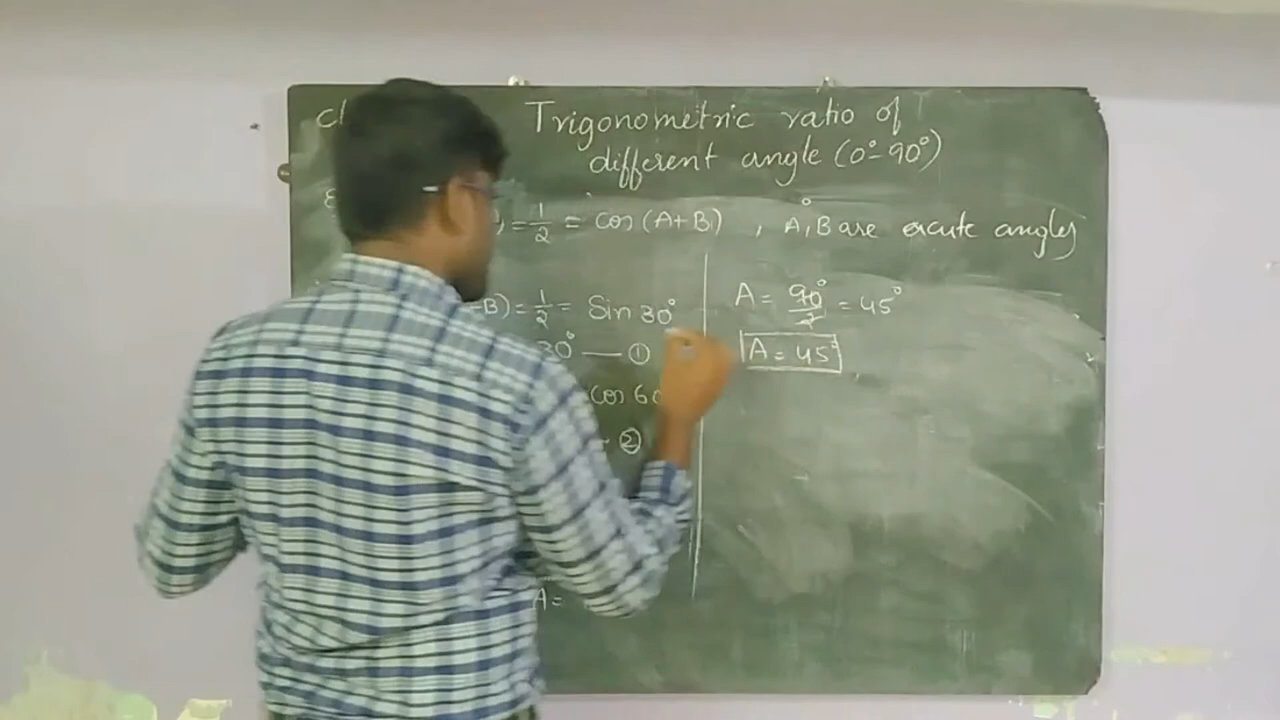 Trigonometric ratio of
different angle (0°-90°)
) = 1/2 = cos (A+B) , A, B are acute angles
-B) = 1/2 = Sin 30°
30° — ①
cos 60
- ②
A =
A = 90°/2 = 45°
A = 45°